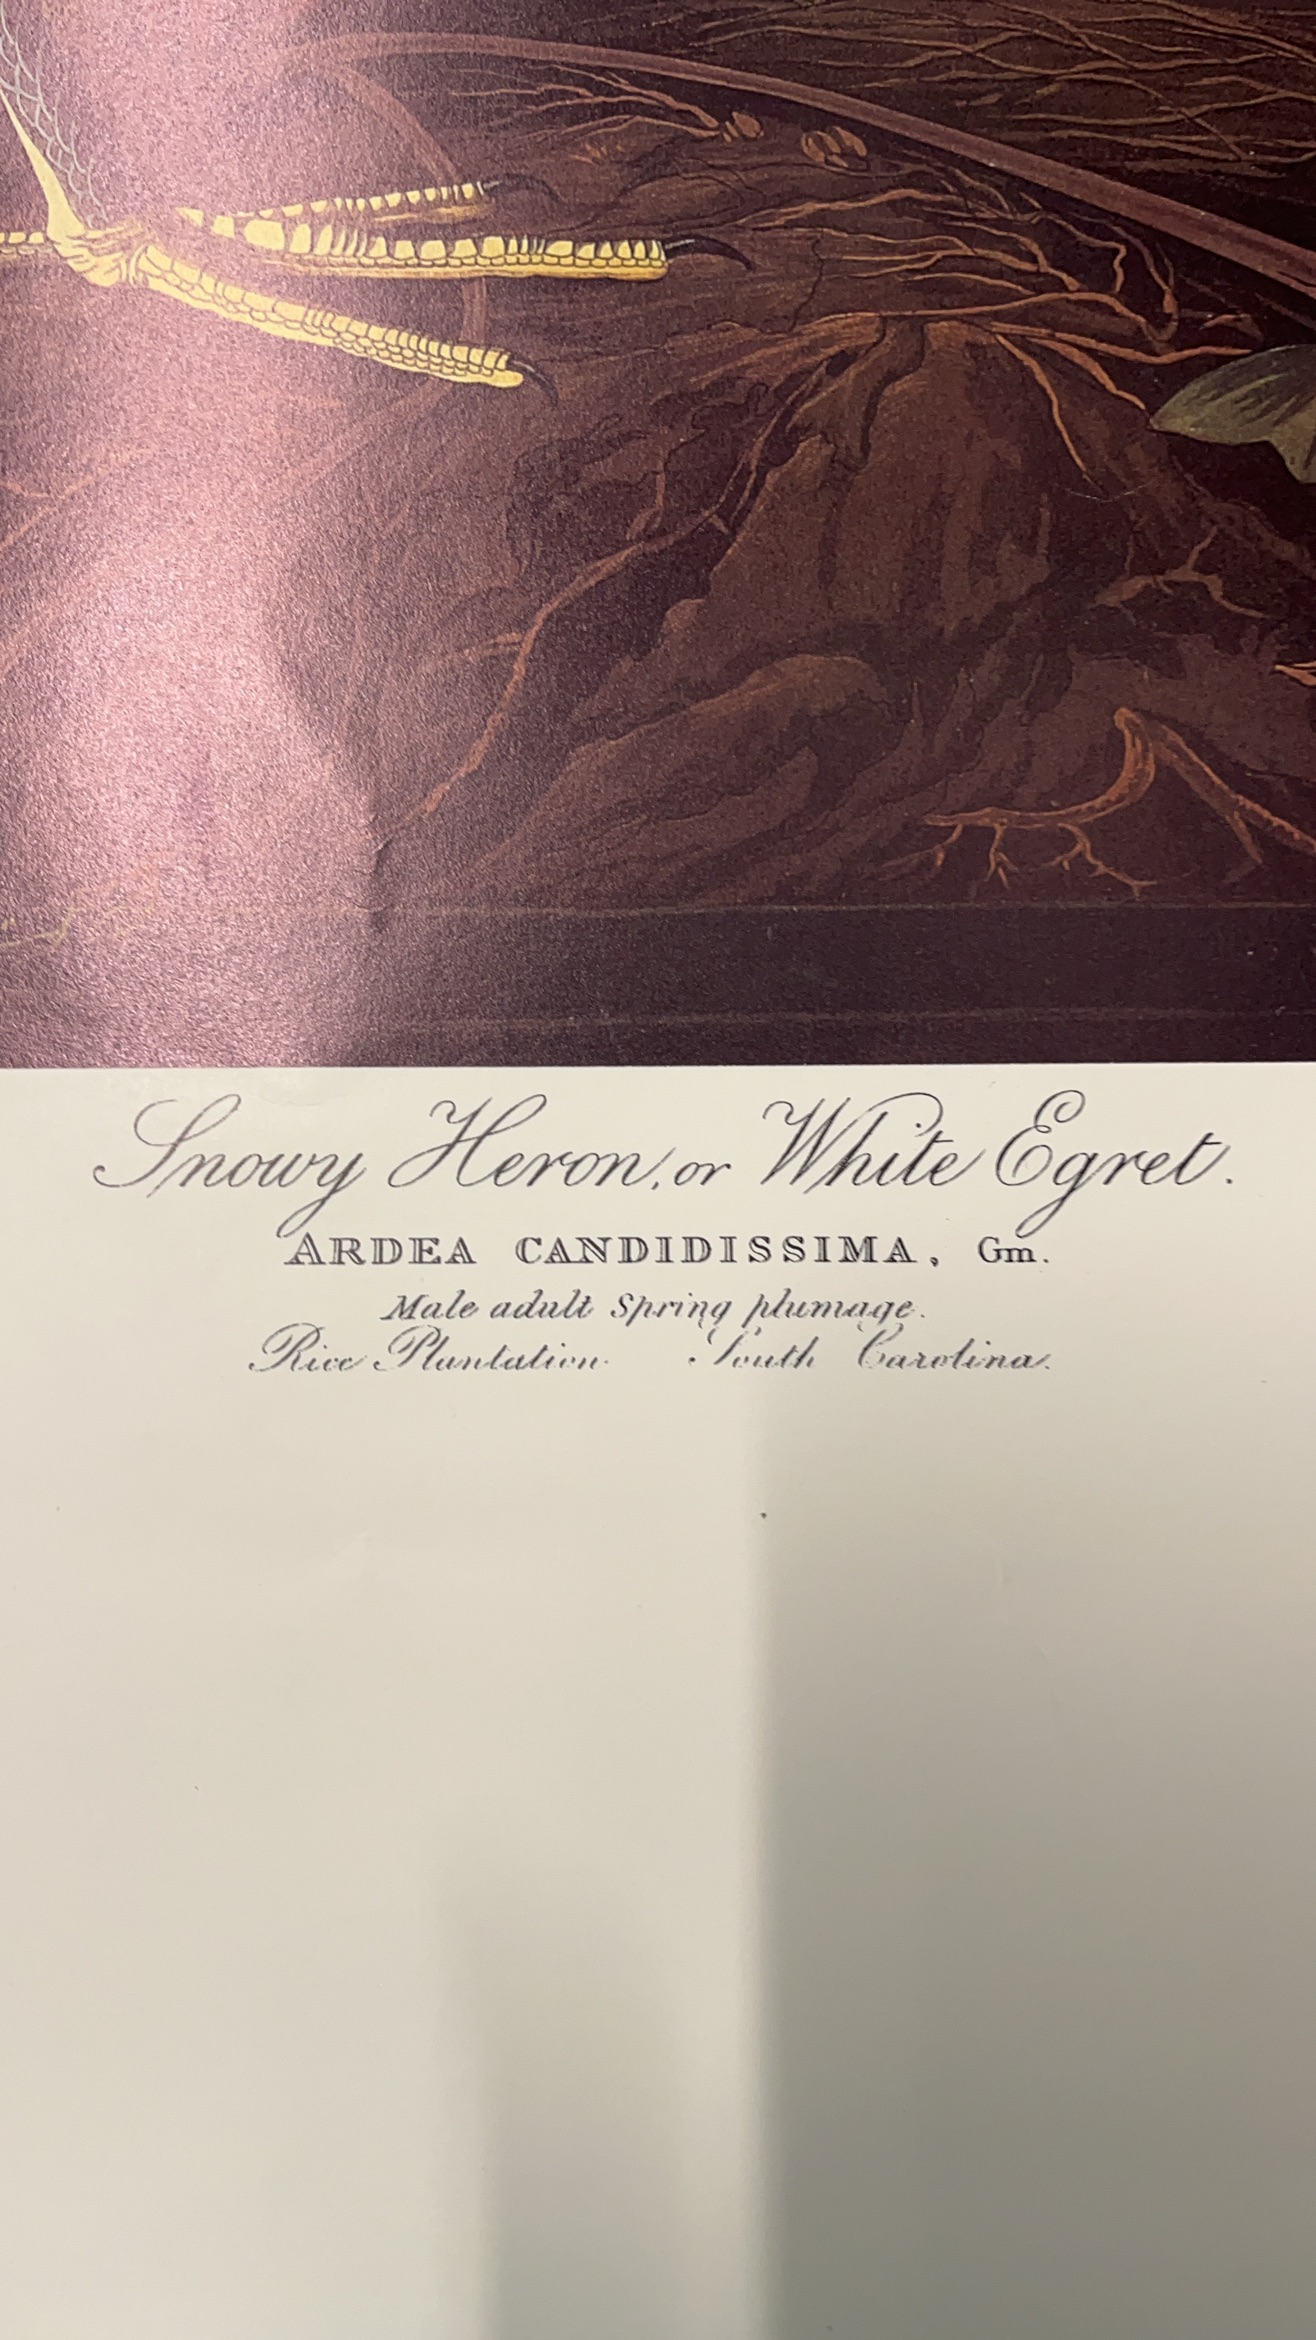 Snowy Heron, or White Egret.
ARDEA CANDIDISSIMA, Gm.
Male adult Spring plumage.
Rice Plantation. South Carolina.